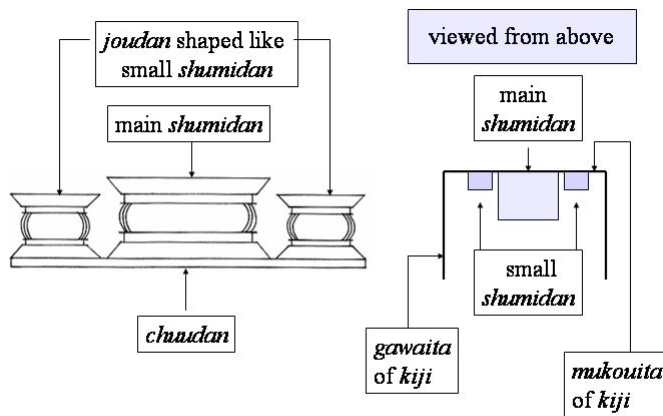 joudan shaped like
small shumidan
main shumidan
chuudan
viewed from above
main
shumidan
small
shumidan
gawaita
of kiji
mukouita
of kiji